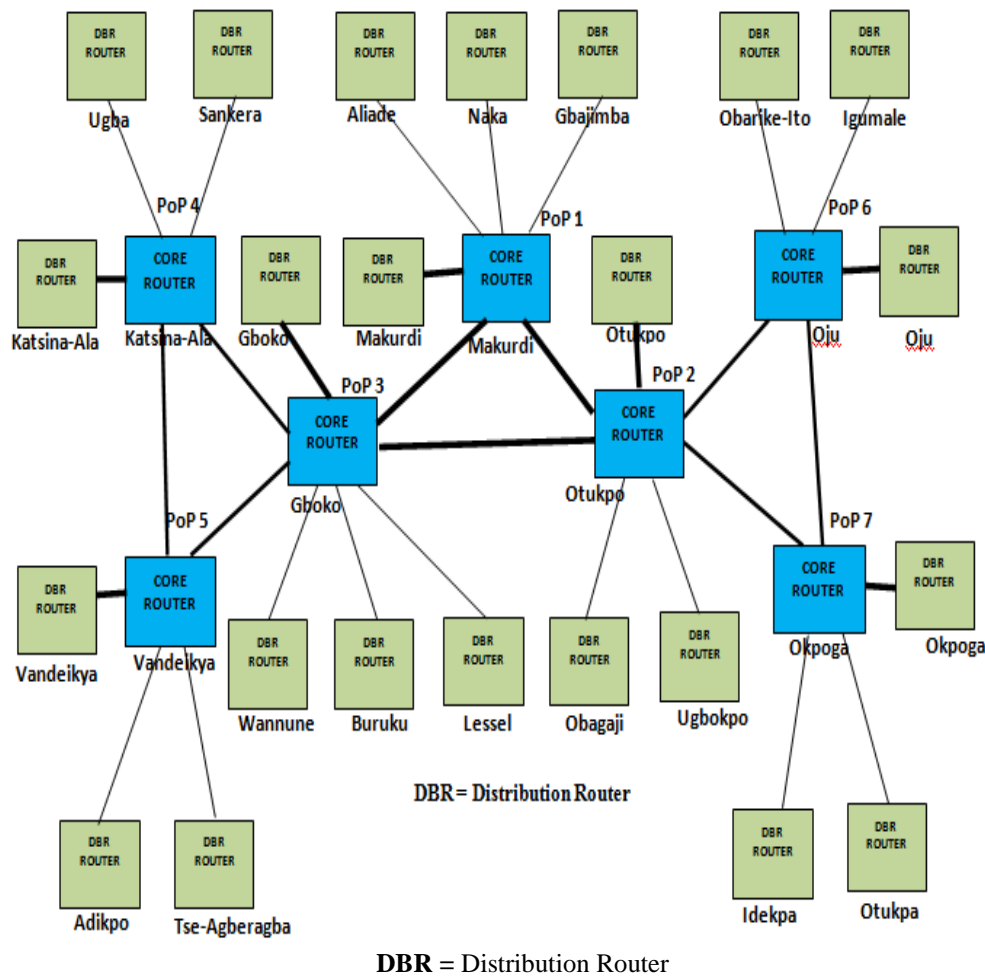 DBR
ROUTER
DBR
ROUTER
DBR
ROUTER
DBR
ROUTER
DBR
ROUTER
DBR
ROUTER
DBR
ROUTER
Ugba
Sankera
Aliade
Naka
Gbajimba
Obarike-Ito
Igumale
PoP 4
PoP 1
PoP 6
DBR
ROUTER
CORE
ROUTER
DBR
ROUTER
DBR
ROUTER
CORE
ROUTER
DBR
ROUTER
CORE
ROUTER
DBR
ROUTER
Katsina-Ala
Katsina-Ala
Gboko
Makurdi
Makurdi
Otukpo
Oju
Oju
PoP 3
PoP 2
CORE
ROUTER
CORE
ROUTER
Gboko
Otukpo
PoP 5
PoP 7
DBR
ROUTER
CORE
ROUTER
CORE
ROUTER
DBR
ROUTER
Vandeikya
Vandeikya
Okpoga
Okpoga
DBR
ROUTER
DBR
ROUTER
DBR
ROUTER
DBR
ROUTER
DBR
ROUTER
Wannune
Buruku
Lessel
Obagaji
Ugbokpo
DBR = Distribution Router
DBR
ROUTER
DBR
ROUTER
DBR
ROUTER
DBR
ROUTER
Adikpo
Tse-Agberagba
Idekpa
Otukpa
DBR = Distribution Router